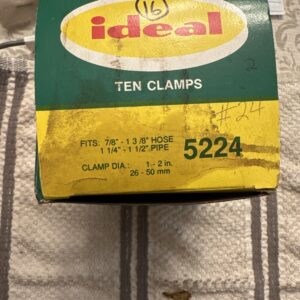 16
ideal
TEN CLAMPS
2
#24
FITS: 7/8" - 1 3/8" HOSE
1 1/4" - 1 1/2" PIPE
5224
CLAMP DIA.: 1 - 2 in.
26 - 50 mm